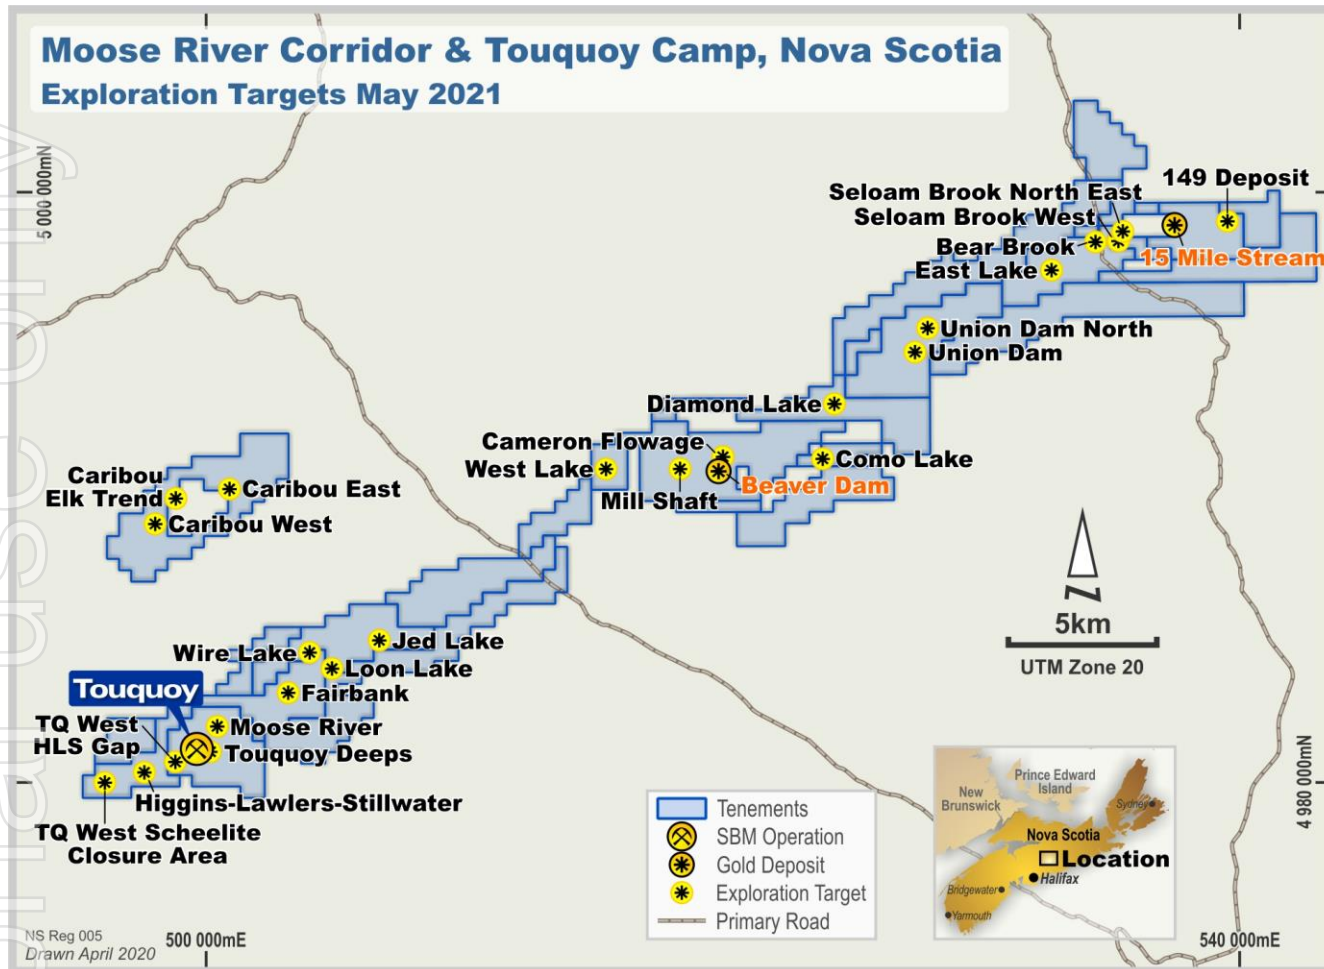 Moose River Corridor & Touquoy Camp, Nova Scotia
Exploration Targets May 2021
5 000 000mN
Seloam Brook North East
149 Deposit
Seloam Brook West
Bear Brook
15 Mile Stream
East Lake
Union Dam North
Union Dam
Diamond Lake
Cameron Flowage
West Lake
Como Lake
Mill Shaft
Beaver Dam
Caribou
Elk Trend
Caribou East
Caribou West
Jed Lake
Wire Lake
Loon Lake
Fairbank
Touquoy
Moose River
TQ West
HLS Gap
Touquoy Deeps
Higgins-Lawlers-Stillwater
TQ West Scheelite
Closure Area
N
5km
UTM Zone 20
4 980 000mN
Tenements
SBM Operation
Gold Deposit
Exploration Target
Primary Road
New
Brunswick
Prince Edward
Island
Sydney
Nova Scotia
Location
Halifax
Bridgewater
Yarmouth
NS Reg 005
Drawn April 2020
500 000mE
540 000mE